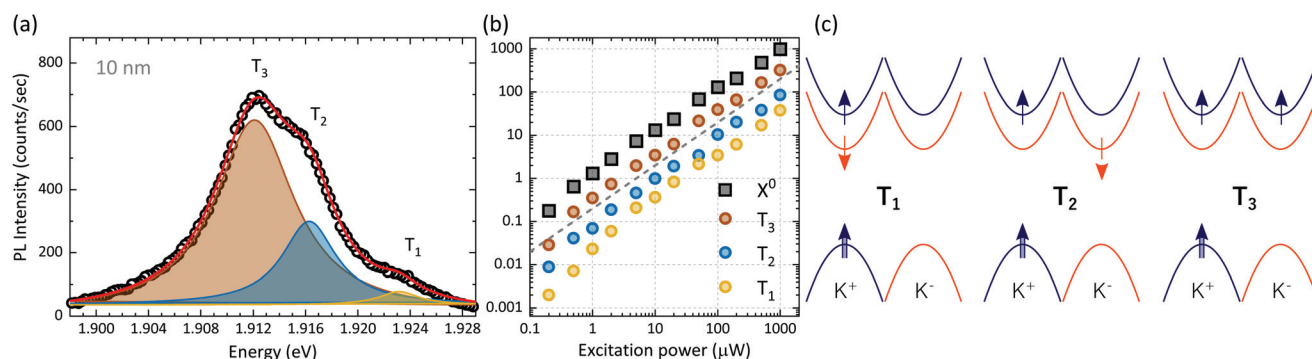 (a)
10 nm
T₃
T₂
T₁
PL Intensity (counts/sec)
800
600
400
200
0
1.900 1.904 1.908 1.912 1.916 1.920 1.924 1.928
Energy (eV)
(b)
1000
100
10
1
0.1
0.01
0.001
X⁰
T₃
T₂
T₁
0.1 1 10 100 1000
Excitation power (μW)
(c)
T₁ T₂ T₃
K⁺ K⁻ K⁺ K⁻ K⁺ K⁻